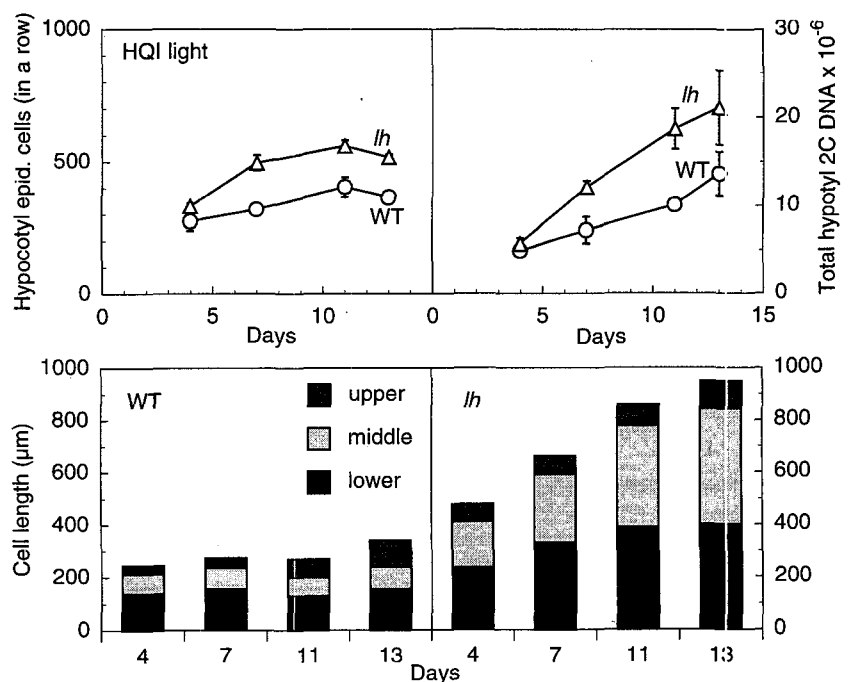 Hypocotyl epid. cells (in a row)
1000
500
0
HQI light
lh
WT
5
10
0
Days
lh
WT
5
10
15
Days
30
20
10
0
Total hypotyl 2C DNA x 10⁻⁶
Cell length (µm)
1000
800
600
400
200
0
WT
upper
middle
lower
lh
1000
800
600
400
200
0
4
7
11
13
4
7
11
13
Days